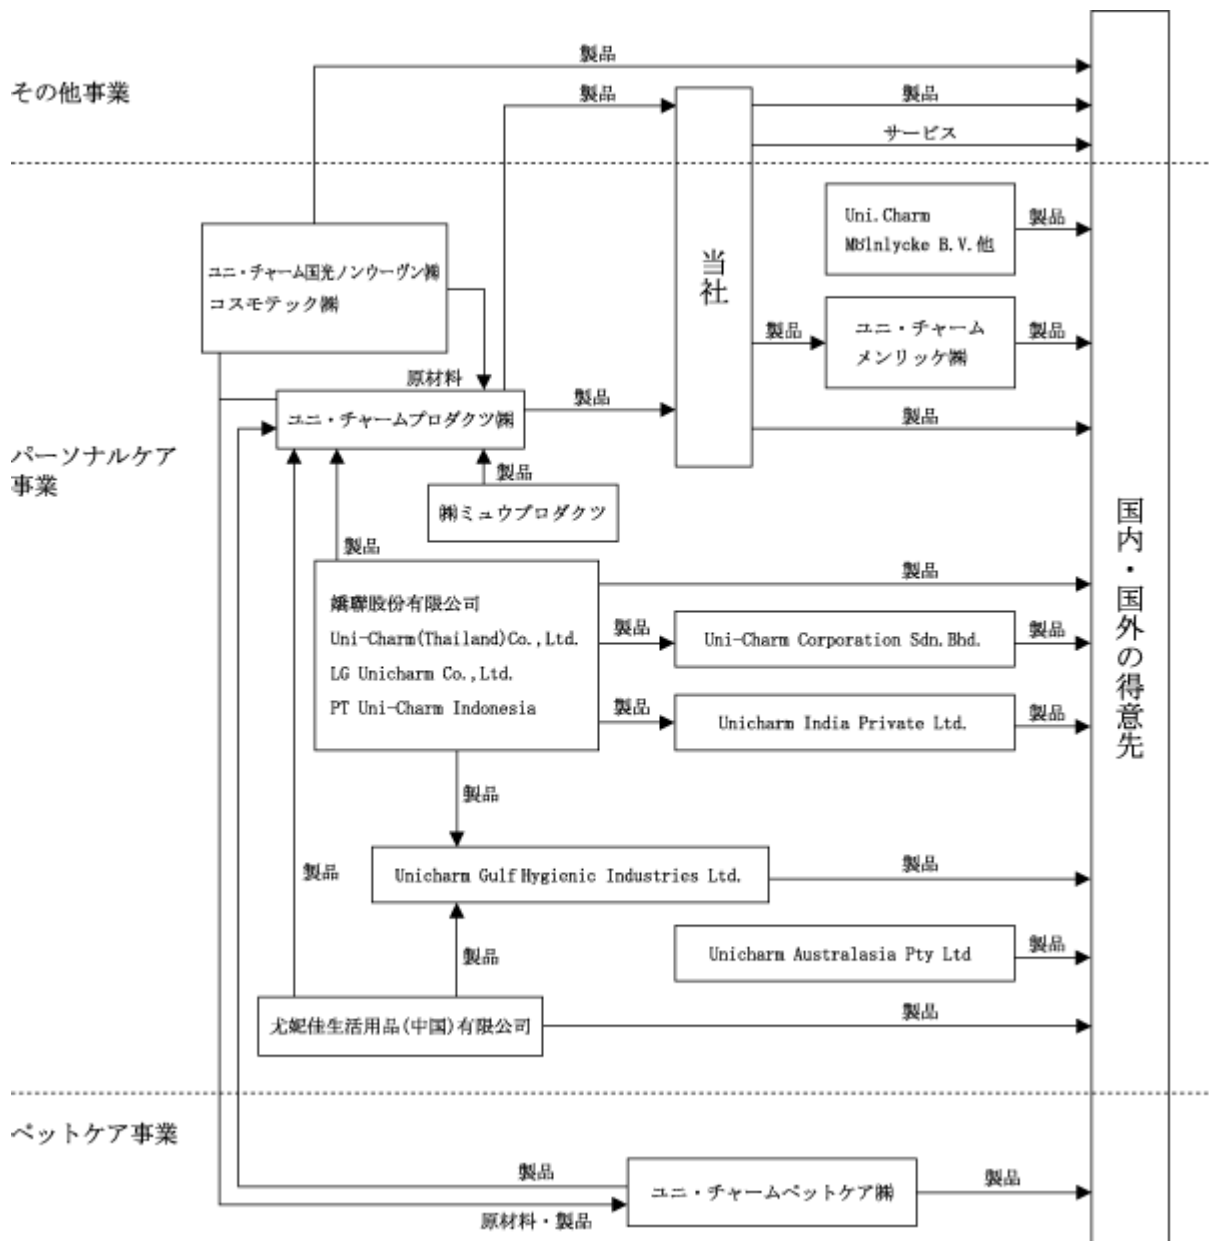 製品
その他事業
製品
製品
サービス
Uni.Charm
Mölnlycke B.V.他
製品
ユニ・チャーム国光ノンウーヴン㈱
コスモテック㈱
当社
製品
ユニ・チャーム
メンリッケ㈱
製品
原材料
ユニ・チャームプロダクツ㈱
製品
製品
パーソナルケア
事業
製品
㈱ミュウプロダクツ
国内・国外の得意先
製品
嬌聯股份有限公司
Uni-Charm(Thailand)Co.,Ltd.
LG Unicharm Co.,Ltd.
PT Uni-Charm Indonesia
製品
製品
Uni-Charm Corporation Sdn.Bhd.
製品
製品
Unicharm India Private Ltd.
製品
製品
製品
Unicharm Gulf Hygienic Industries Ltd.
製品
製品
Unicharm Australasia Pty Ltd
製品
尤妮佳生活用品(中国)有限公司
製品
ペットケア事業
製品
ユニ・チャームペットケア㈱
製品
原材料・製品